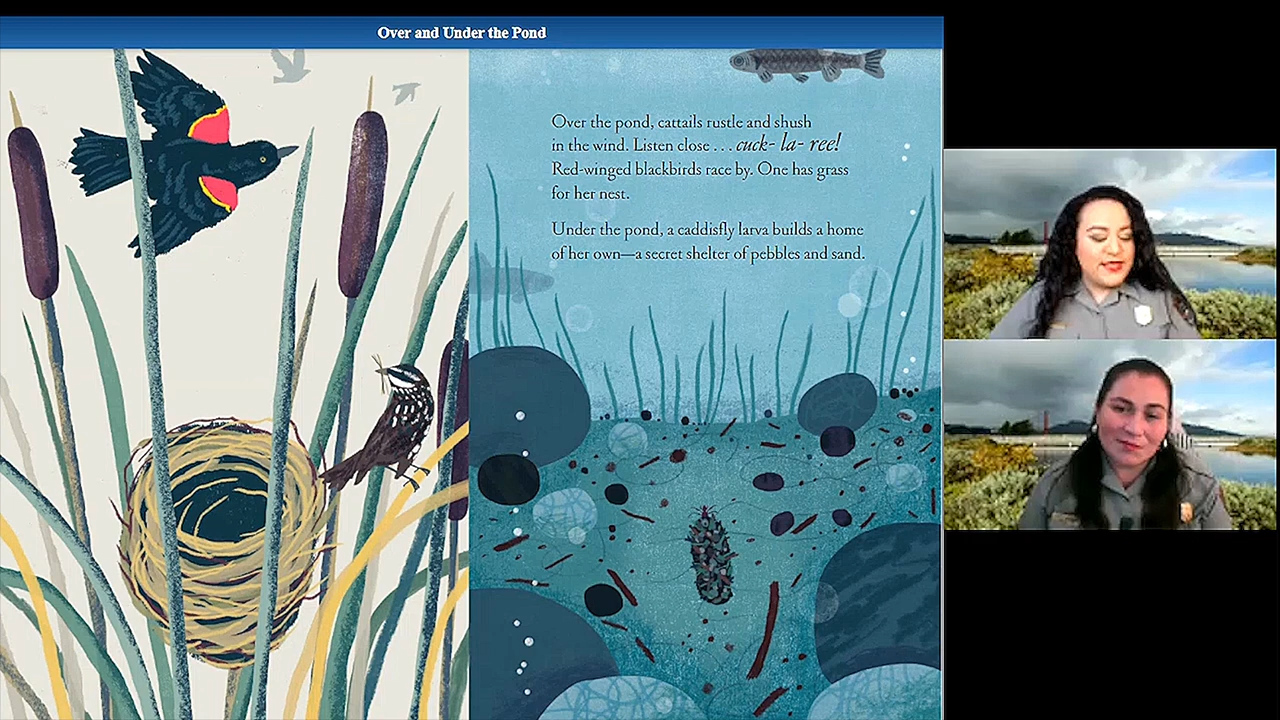 Over and Under the Pond
Over the pond, cattails rustle and shush
in the wind. Listen close . . . cuck- la- ree!
Red-winged blackbirds race by. One has grass
for her nest.
Under the pond, a caddisfly larva builds a home
of her own—a secret shelter of pebbles and sand.